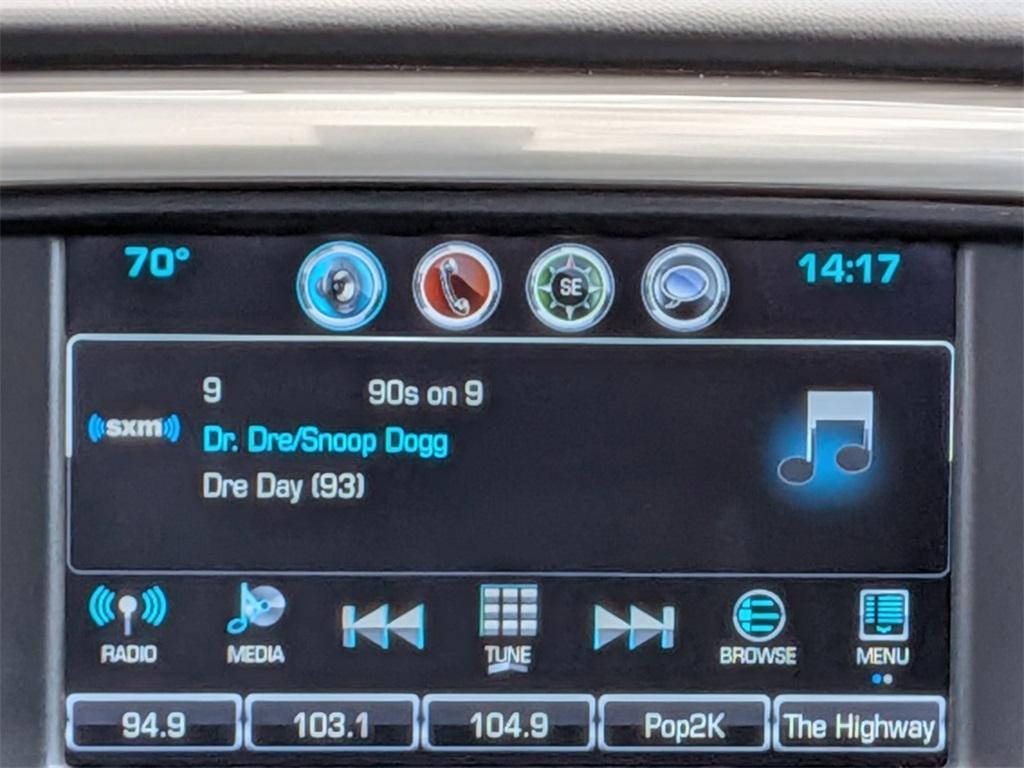 70°
SE
14:17
9 90s on 9
sxm
Dr. Dre/Snoop Dogg
Dre Day (93)
RADIO
MEDIA
TUNE
BROWSE
MENU
94.9
103.1
104.9
Pop2K
The Highway